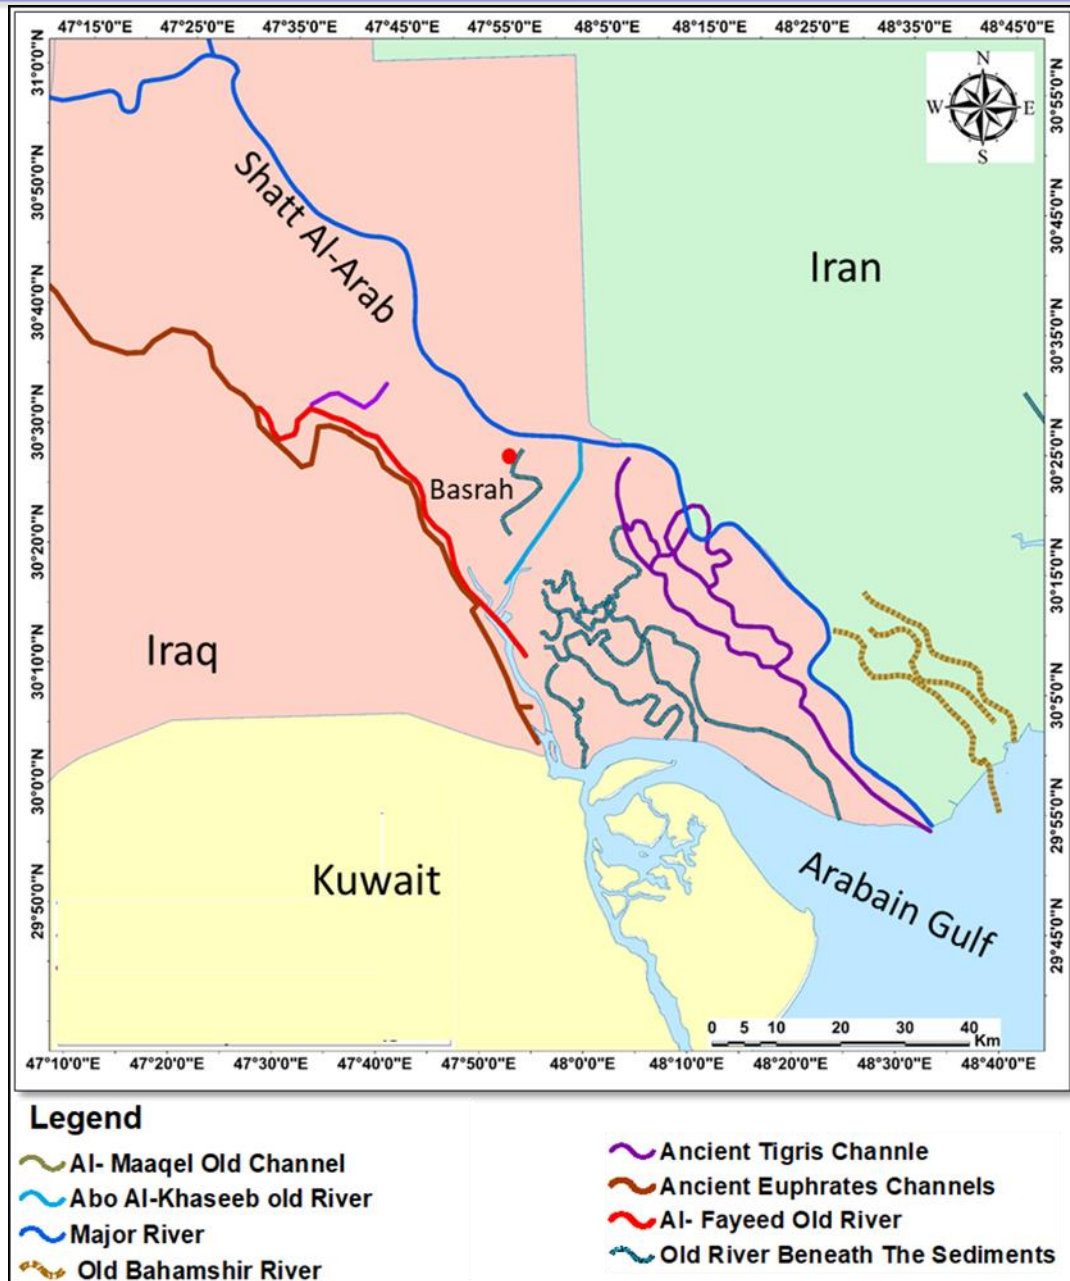 47°15'0"E 47°25'0"E 47°35'0"E 47°45'0"E 47°55'0"E 48°5'0"E 48°15'0"E 48°25'0"E 48°35'0"E 48°45'0"E
31°0'0"N
30°50'0"N
30°40'0"N
30°30'0"N
30°20'0"N
30°10'0"N
30°0'0"N
29°50'0"N
N
W E
S
Shatt Al-Arab
Iran
Basrah
Iraq
Kuwait
Arabain Gulf
30°55'0"N
30°45'0"N
30°35'0"N
30°25'0"N
30°15'0"N
30°5'0"N
29°55'0"N
29°45'0"N
0 5 10 20 30 40
Km
47°10'0"E 47°20'0"E 47°30'0"E 47°40'0"E 47°50'0"E 48°0'0"E 48°10'0"E 48°20'0"E 48°30'0"E 48°40'0"E
Legend
Al- Maaqel Old Channel
Abo Al-Khaseeb old River
Major River
Old Bahamshir River
Ancient Tigris Channle
Ancient Euphrates Channels
Al- Fayeed Old River
Old River Beneath The Sediments